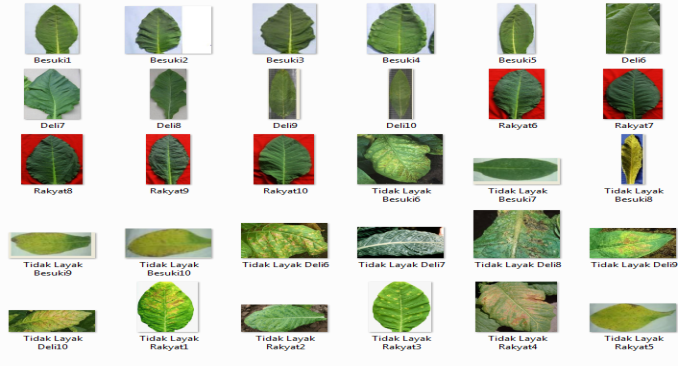 Besuki1 Besuki2 Besuki3 Besuki4 Besuki5 Deli6
Deli7 Deli8 Deli9 Deli10 Rakyat6 Rakyat7
Rakyat8 Rakyat9 Rakyat10 Tidak Layak Tidak Layak Tidak Layak
Besuki6 Besuki7 Besuki8
Tidak Layak Tidak Layak Tidak Layak Deli6 Tidak Layak Deli7 Tidak Layak Deli8 Tidak Layak Deli9
Besuki9 Besuki10
Tidak Layak Tidak Layak Tidak Layak Tidak Layak Tidak Layak Tidak Layak
Deli10 Rakyat1 Rakyat2 Rakyat3 Rakyat4 Rakyat5